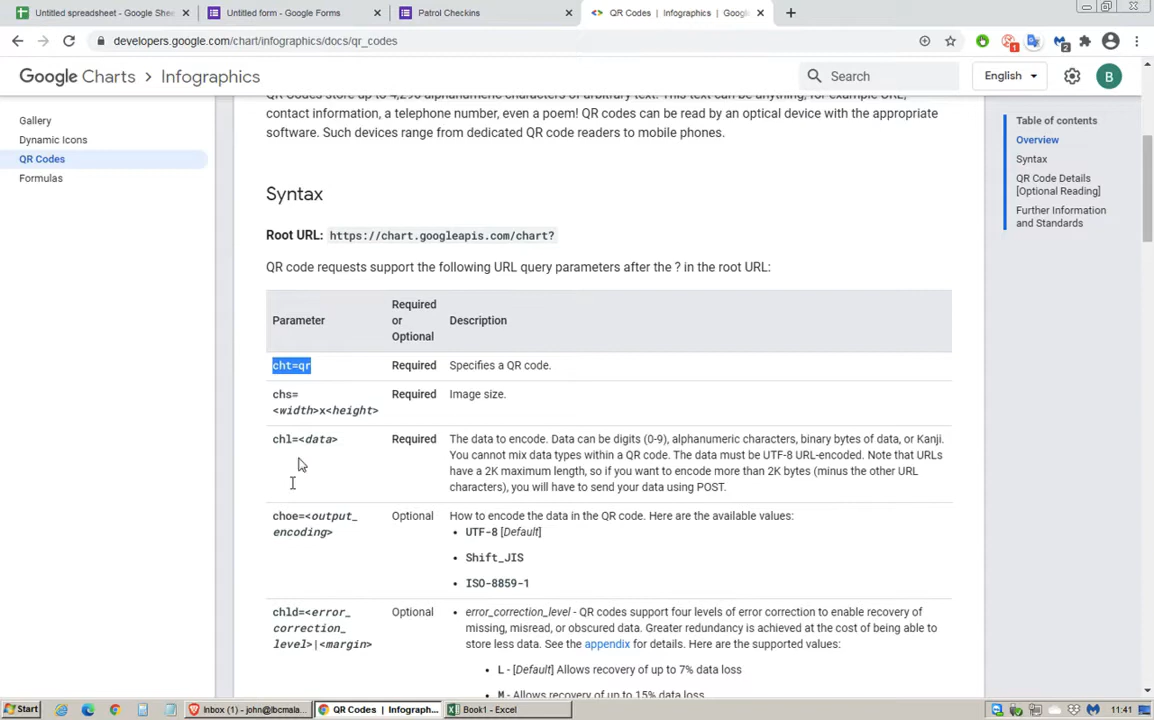 Untitled spreadsheet - Google Shee
Untitled form - Google Forms
Patrol Checkins
QR Codes | Infographics | Googl
developers.google.com/chart/infographics/docs/qr_codes
1
2
Google Charts > Infographics
Search
English
B
QR Codes store up to 4,296 alphanumeric characters of arbitrary text. This text can be anything, for example URL,
contact information, a telephone number, even a poem! QR codes can be read by an optical device with the appropriate
software. Such devices range from dedicated QR code readers to mobile phones.
Gallery
Dynamic Icons
QR Codes
Formulas
Table of contents
Overview
Syntax
QR Code Details
[Optional Reading]
Further Information
and Standards
Syntax
Root URL: https://chart.googleapis.com/chart?
QR code requests support the following URL query parameters after the ? in the root URL:
Parameter
Required
or
Optional
Description
cht=qr
Required
Specifies a QR code.
chs=
<width>x<height>
Required
Image size.
chl=<data>
Required
The data to encode. Data can be digits (0-9), alphanumeric characters, binary bytes of data, or Kanji.
You cannot mix data types within a QR code. The data must be UTF-8 URL-encoded. Note that URLs
have a 2K maximum length, so if you want to encode more than 2K bytes (minus the other URL
characters), you will have to send your data using POST.
choe=<output_
encoding>
Optional
How to encode the data in the QR code. Here are the available values:
• UTF-8 [Default]
• Shift_JIS
• ISO-8859-1
chld=<error_
correction_
level>|<margin>
Optional
• error_correction_level - QR codes support four levels of error correction to enable recovery of
missing, misread, or obscured data. Greater redundancy is achieved at the cost of being able to
store less data. See the appendix for details. Here are the supported values:
• L - [Default] Allows recovery of up to 7% data loss
• M - Allows recovery of up to 15% data loss
Start
Inbox (1) - john@lbcmala...
QR Codes | Infograph...
Book1 - Excel
11:41